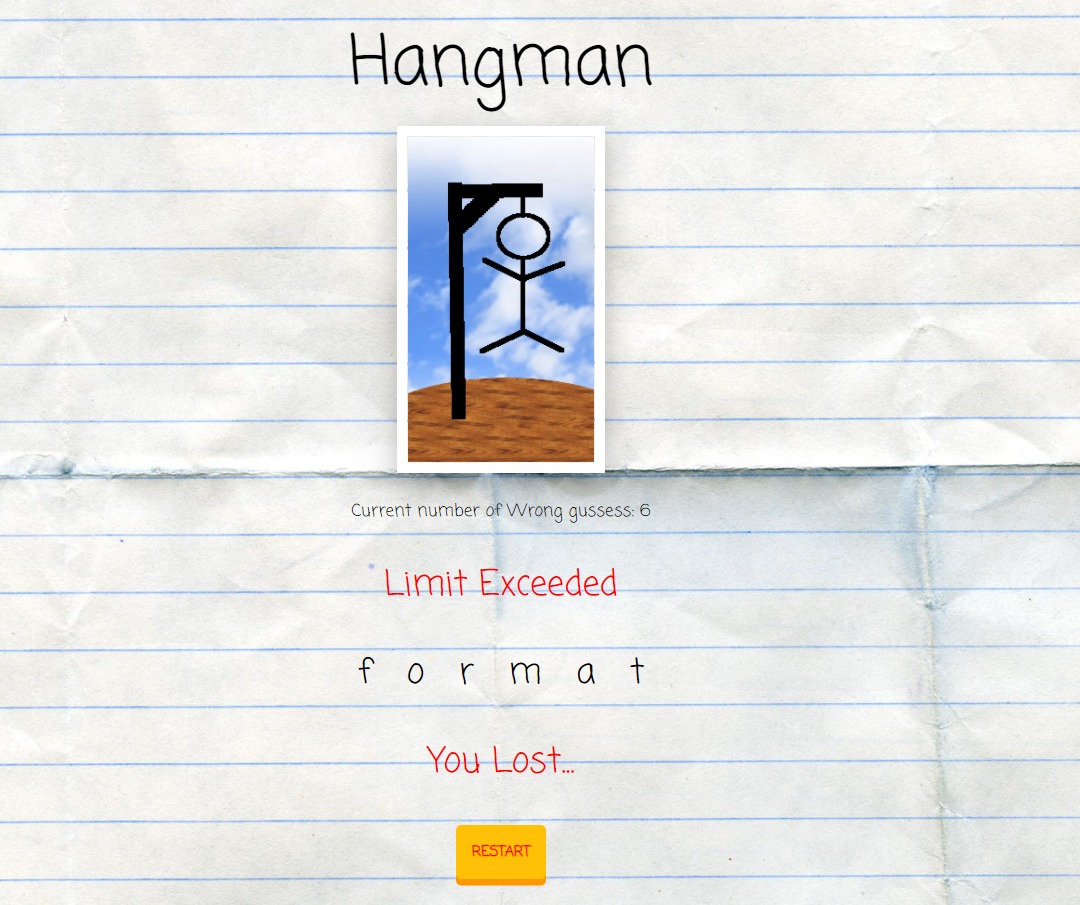 Hangman
Current number of Wrong gussess: 6
Limit Exceeded
f o r m a t
You Lost...
RESTART